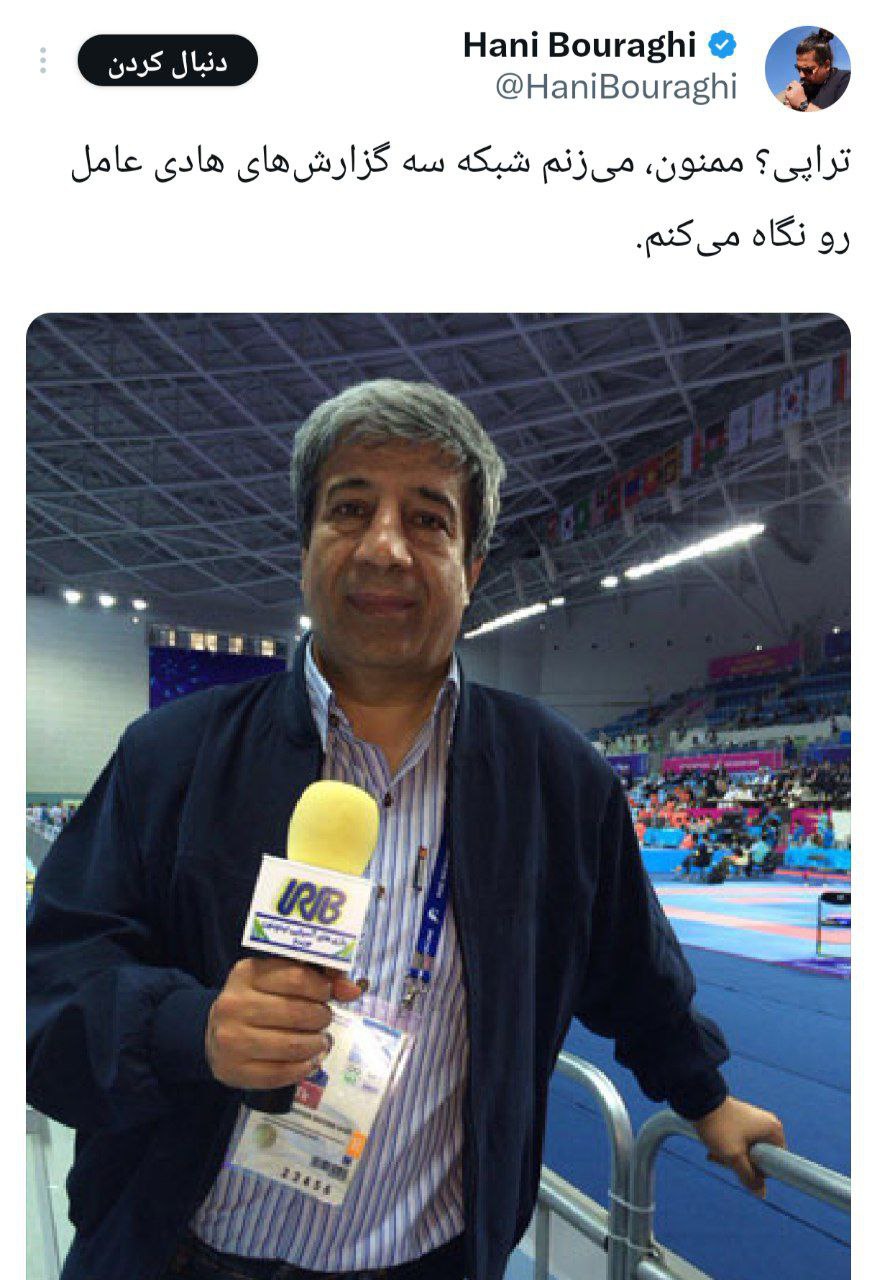 Hani Bouraghi
@HaniBouraghi
دنبال کردن
تراپی؟ ممنون، می‌زنم شبکه سه گزارش‌های هادی عامل
رو نگاه می‌کنم.
IRIB
23456